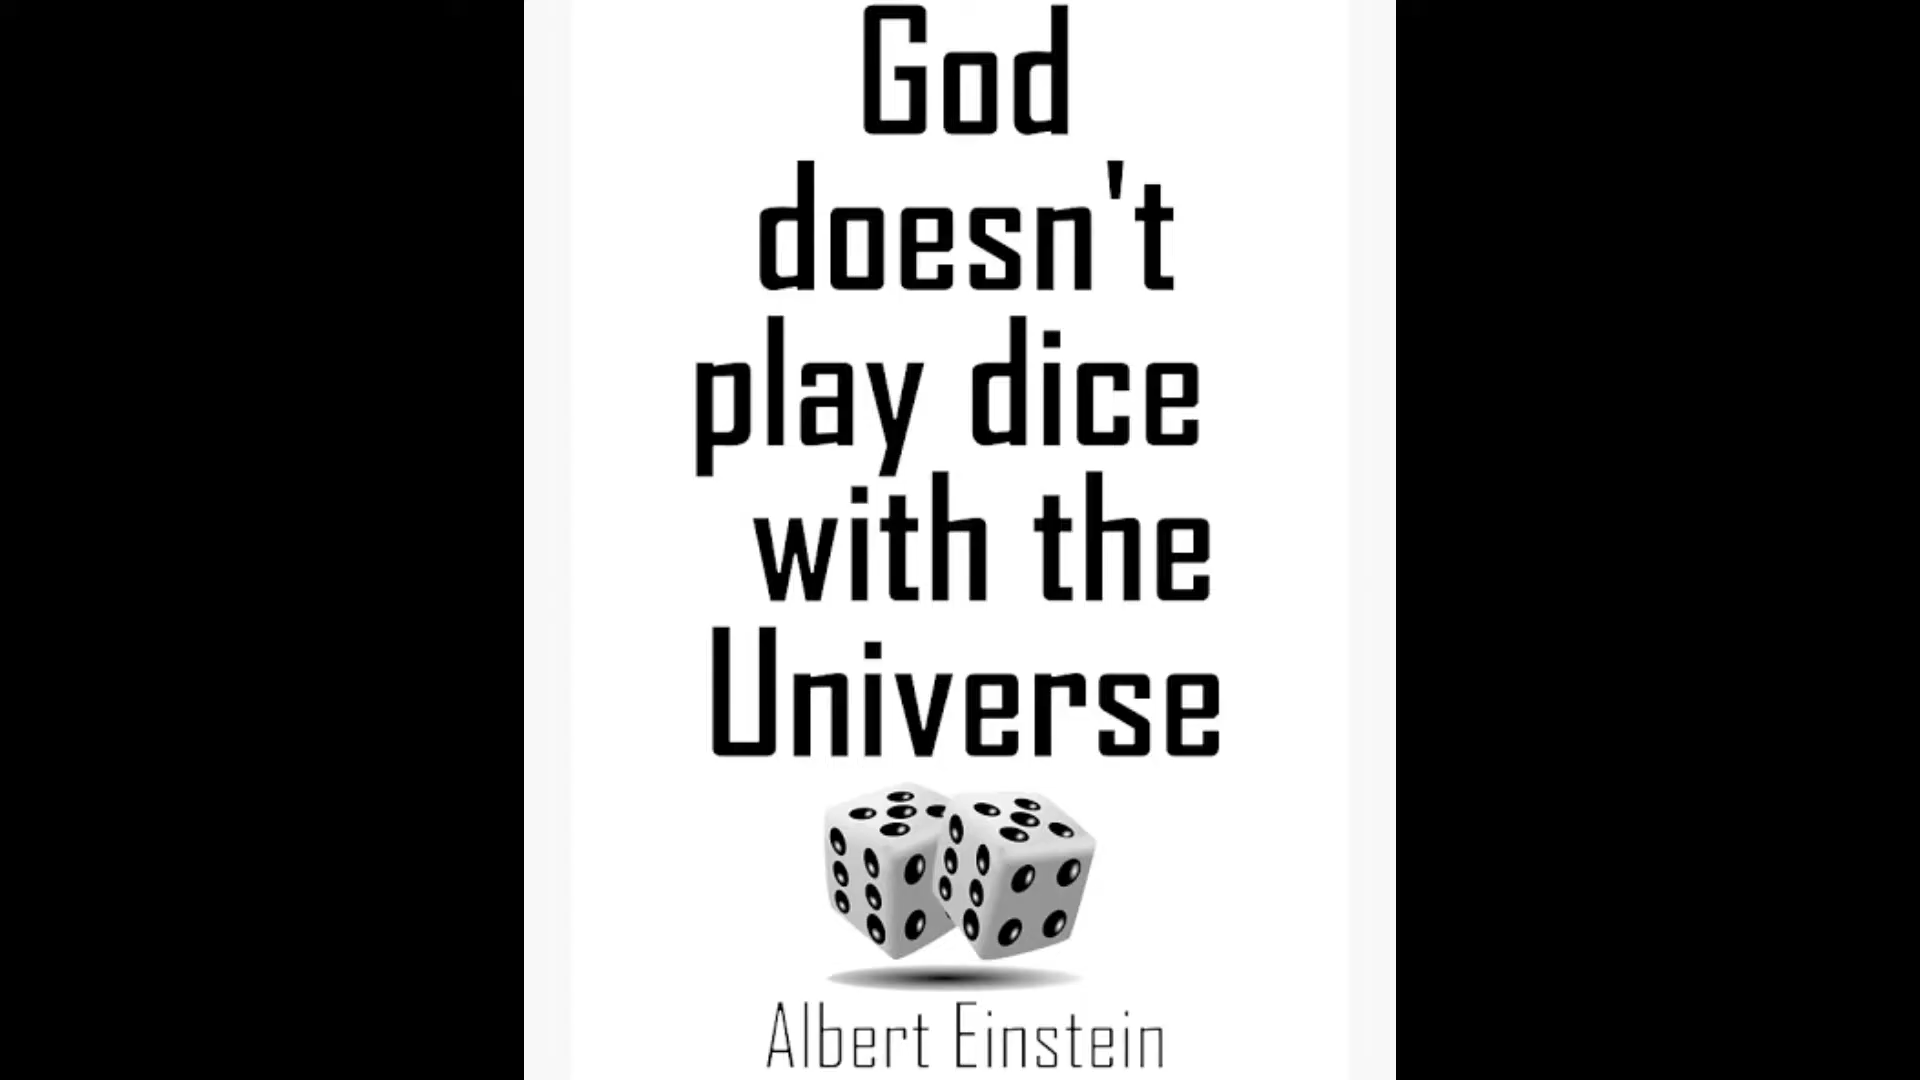 God
doesn't
play dice
with the
Universe
Albert Einstein